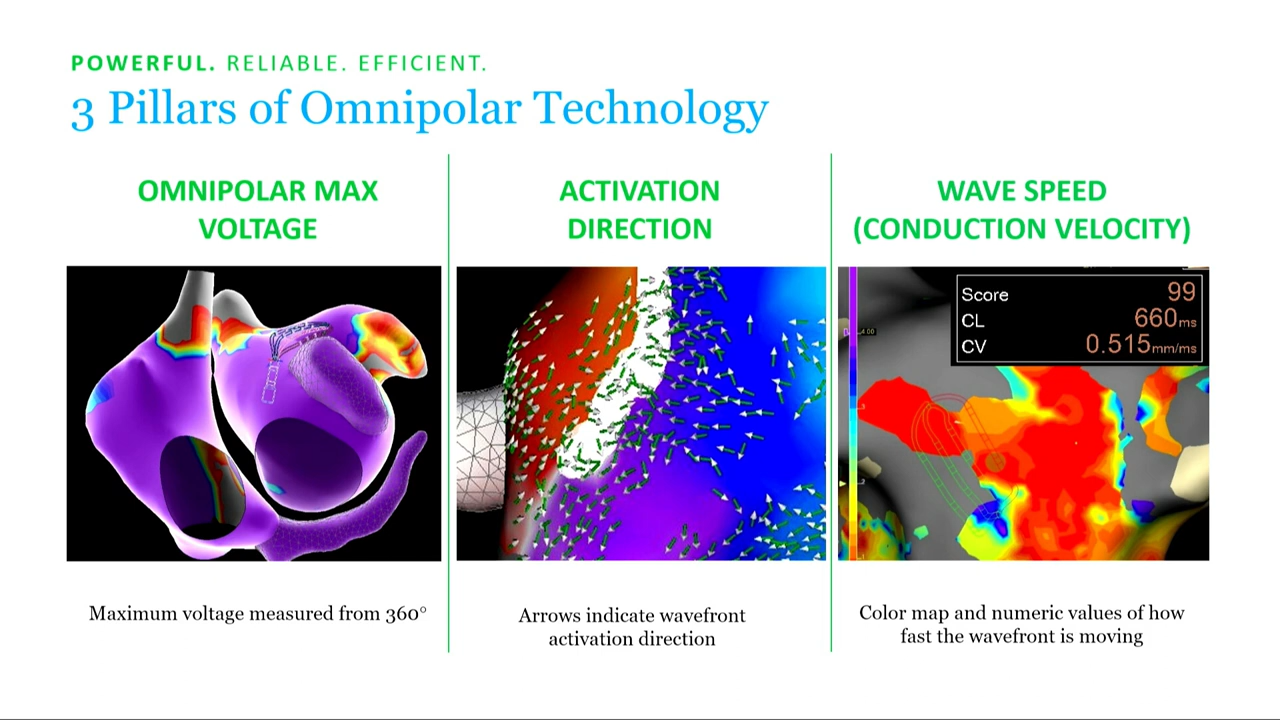 POWERFUL. RELIABLE. EFFICIENT.
3 Pillars of Omnipolar Technology
OMNIPOLAR MAX
VOLTAGE
Maximum voltage measured from 360°
ACTIVATION
DIRECTION
Arrows indicate wavefront
activation direction
WAVE SPEED
(CONDUCTION VELOCITY)
Score 99
CL 660ms
CV 0.515mm/ms
Color map and numeric values of how
fast the wavefront is moving